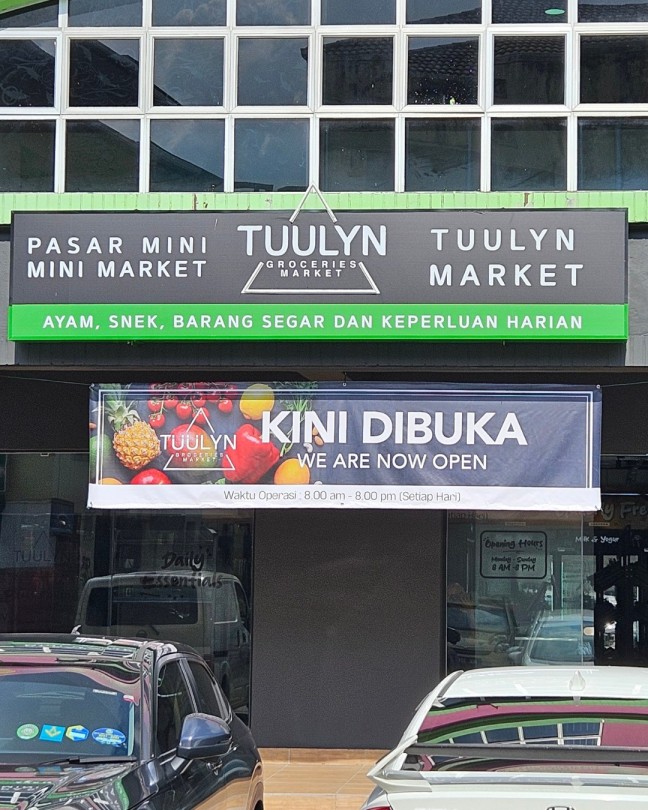 PASAR MINI
MINI MARKET
TUULYN
GROCERIES
MARKET
TUULYN
MARKET
AYAM, SNEK, BARANG SEGAR DAN KEPERLUAN HARIAN
TUULYN
GROCERIES
MARKET
KINI DIBUKA
WE ARE NOW OPEN
Waktu Operasi : 8.00 am - 8.00 pm (Setiap Hari)
Opening Hours
Monday - Sunday
8 AM - 8 PM
Milk & Yogur
Daily's
Essentials
TUUL